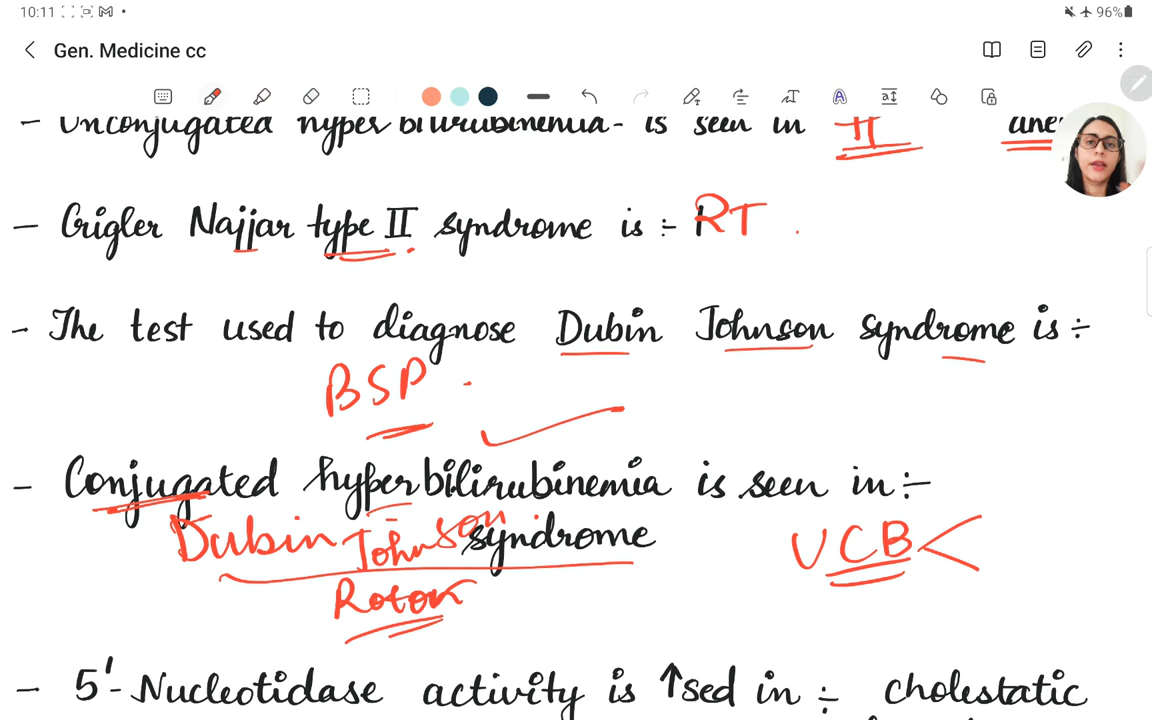 10:11 96%
Gen. Medicine cc
- Unconjugated hyperbilirubinemia- is seen in
- Crigler Najjar type II syndrome is :- RT
- The test used to diagnose Dubin Johnson syndrome is :-
BSP
- Conjugated hyperbilirubinemia is seen in :-
Dubin Johnson syndrome UCB <
Rotor
- 5'-Nucleotidase activity is ↑sed in :- cholestatic